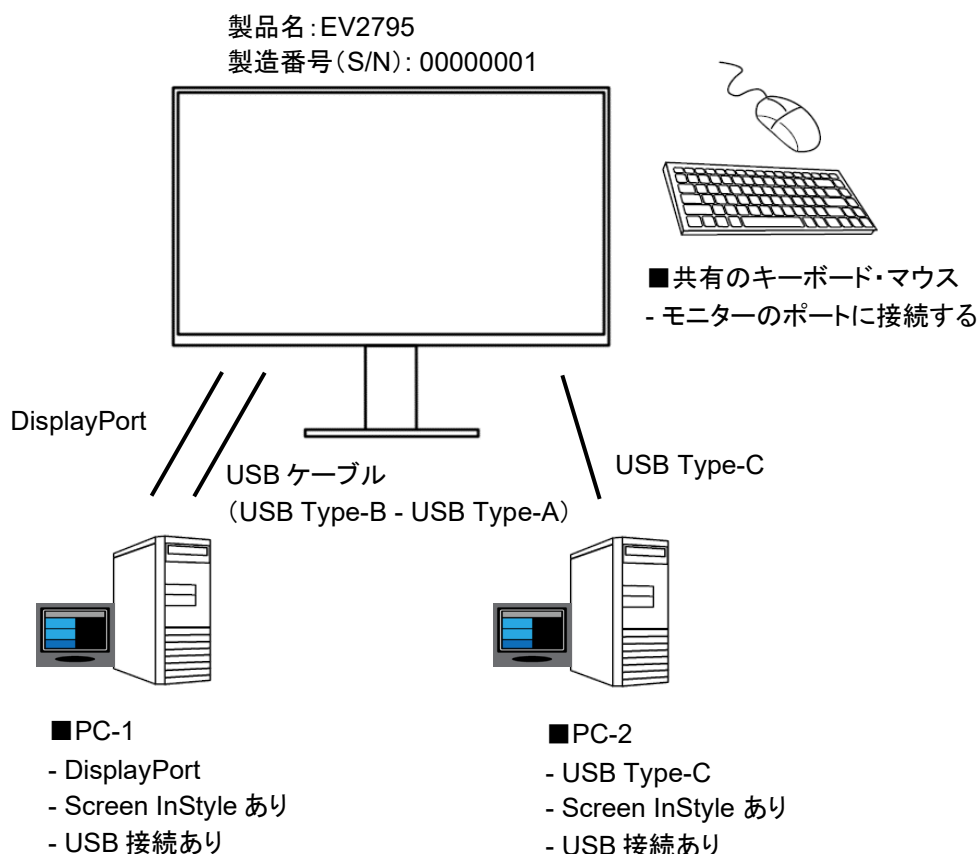 製品名：EV2795
製造番号（S/N）: 00000001
■共有のキーボード・マウス
- モニターのポートに接続する
DisplayPort
USB ケーブル
（USB Type-B - USB Type-A）
USB Type-C
■PC-1
- DisplayPort
- Screen InStyle あり
- USB 接続あり
■PC-2
- USB Type-C
- Screen InStyle あり
- USB 接続あり